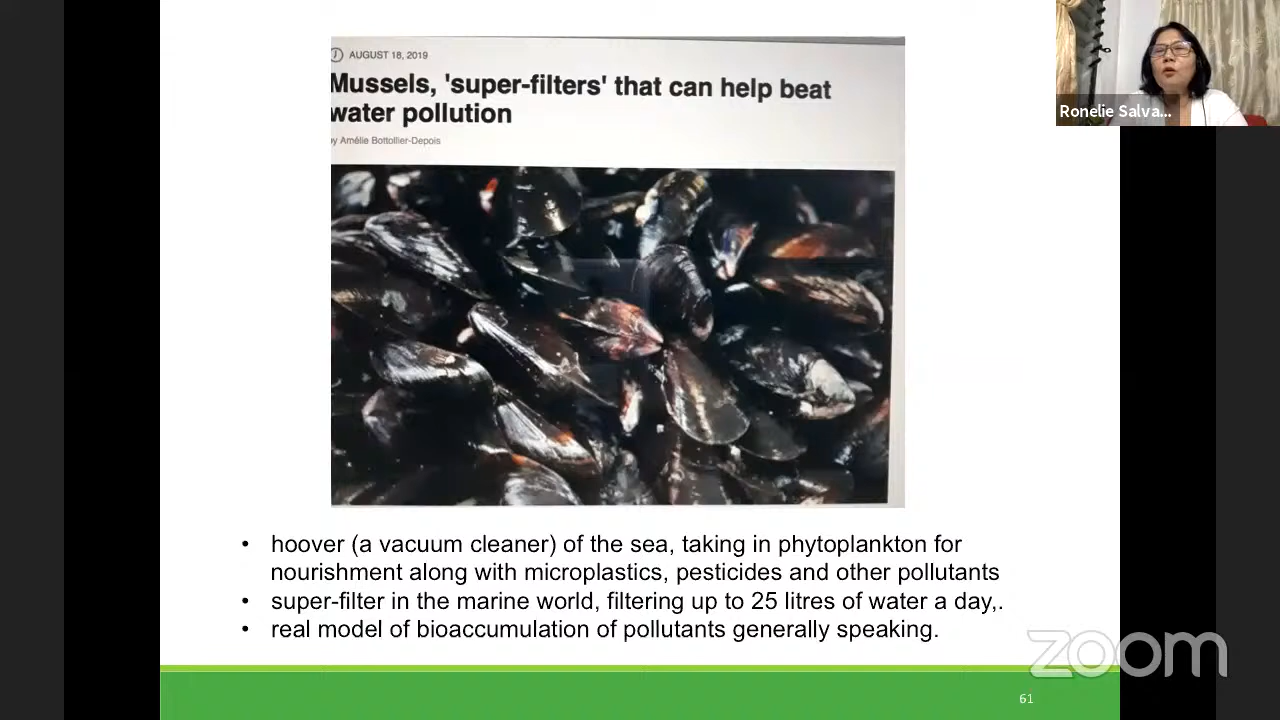 AUGUST 18, 2019
Mussels, 'super-filters' that can help beat
water pollution
by Amélie Bottollier-Depois
Ronelie Salva...
• hoover (a vacuum cleaner) of the sea, taking in phytoplankton for
nourishment along with microplastics, pesticides and other pollutants
• super-filter in the marine world, filtering up to 25 litres of water a day,.
• real model of bioaccumulation of pollutants generally speaking.
zoom
61